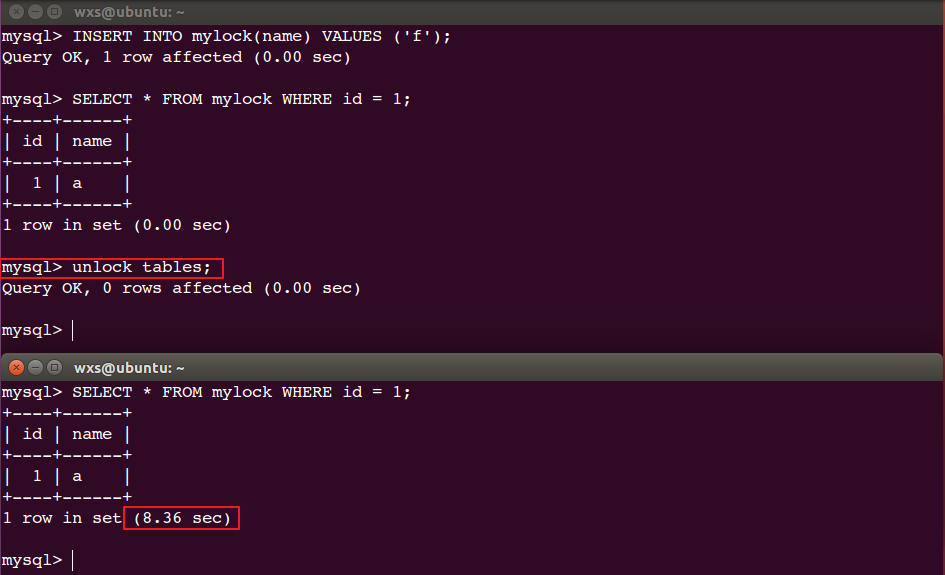 wxs@ubuntu: ~
mysql> INSERT INTO mylock(name) VALUES ('f');
Query OK, 1 row affected (0.00 sec)
mysql> SELECT * FROM mylock WHERE id = 1;
+----+------+
| id | name |
+----+------+
|  1 | a    |
+----+------+
1 row in set (0.00 sec)
mysql> unlock tables;
Query OK, 0 rows affected (0.00 sec)
mysql>
wxs@ubuntu: ~
mysql> SELECT * FROM mylock WHERE id = 1;
+----+------+
| id | name |
+----+------+
|  1 | a    |
+----+------+
1 row in set (8.36 sec)
mysql>